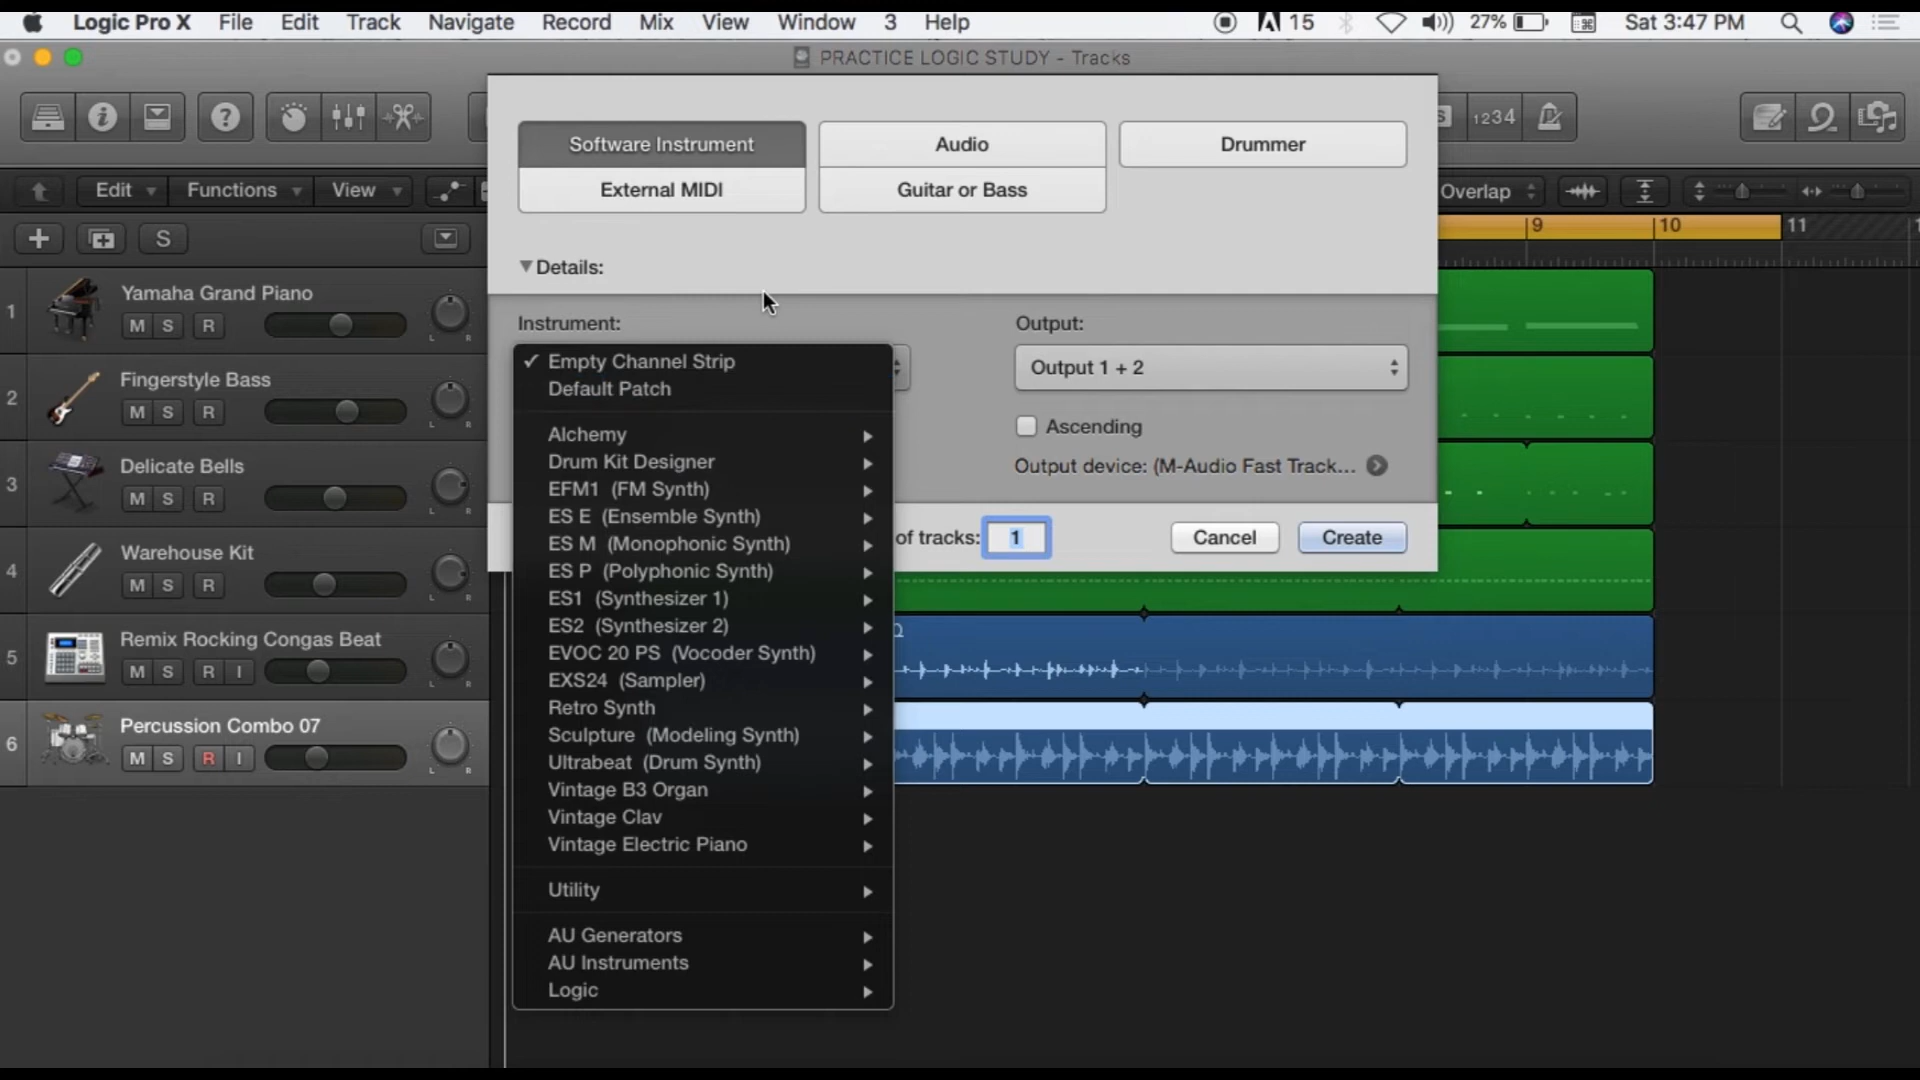 Logic Pro X File Edit Track Navigate Record Mix View Window 3 Help 15 27% Sat 3:47 PM
PRACTICE LOGIC STUDY - Tracks
?
S 1234
Software Instrument Audio Drummer
External MIDI Guitar or Bass
Edit Functions View
Overlap
S
9 10 11
Details:
Instrument: Output:
Output 1 + 2
Ascending
Output device: (M-Audio Fast Track...
of tracks: 1 Cancel Create
Empty Channel Strip
Default Patch
Alchemy
Drum Kit Designer
EFM1 (FM Synth)
ES E (Ensemble Synth)
ES M (Monophonic Synth)
ES P (Polyphonic Synth)
ES1 (Synthesizer 1)
ES2 (Synthesizer 2)
EVOC 20 PS (Vocoder Synth)
EXS24 (Sampler)
Retro Synth
Sculpture (Modeling Synth)
Ultrabeat (Drum Synth)
Vintage B3 Organ
Vintage Clav
Vintage Electric Piano
Utility
AU Generators
AU Instruments
Logic
1 Yamaha Grand Piano
M S R L R
2 Fingerstyle Bass
M S R L R
3 Delicate Bells
M S R L R
4 Warehouse Kit
M S R L R
5 Remix Rocking Congas Beat
M S R I L R
6 Percussion Combo 07
M S R I L R